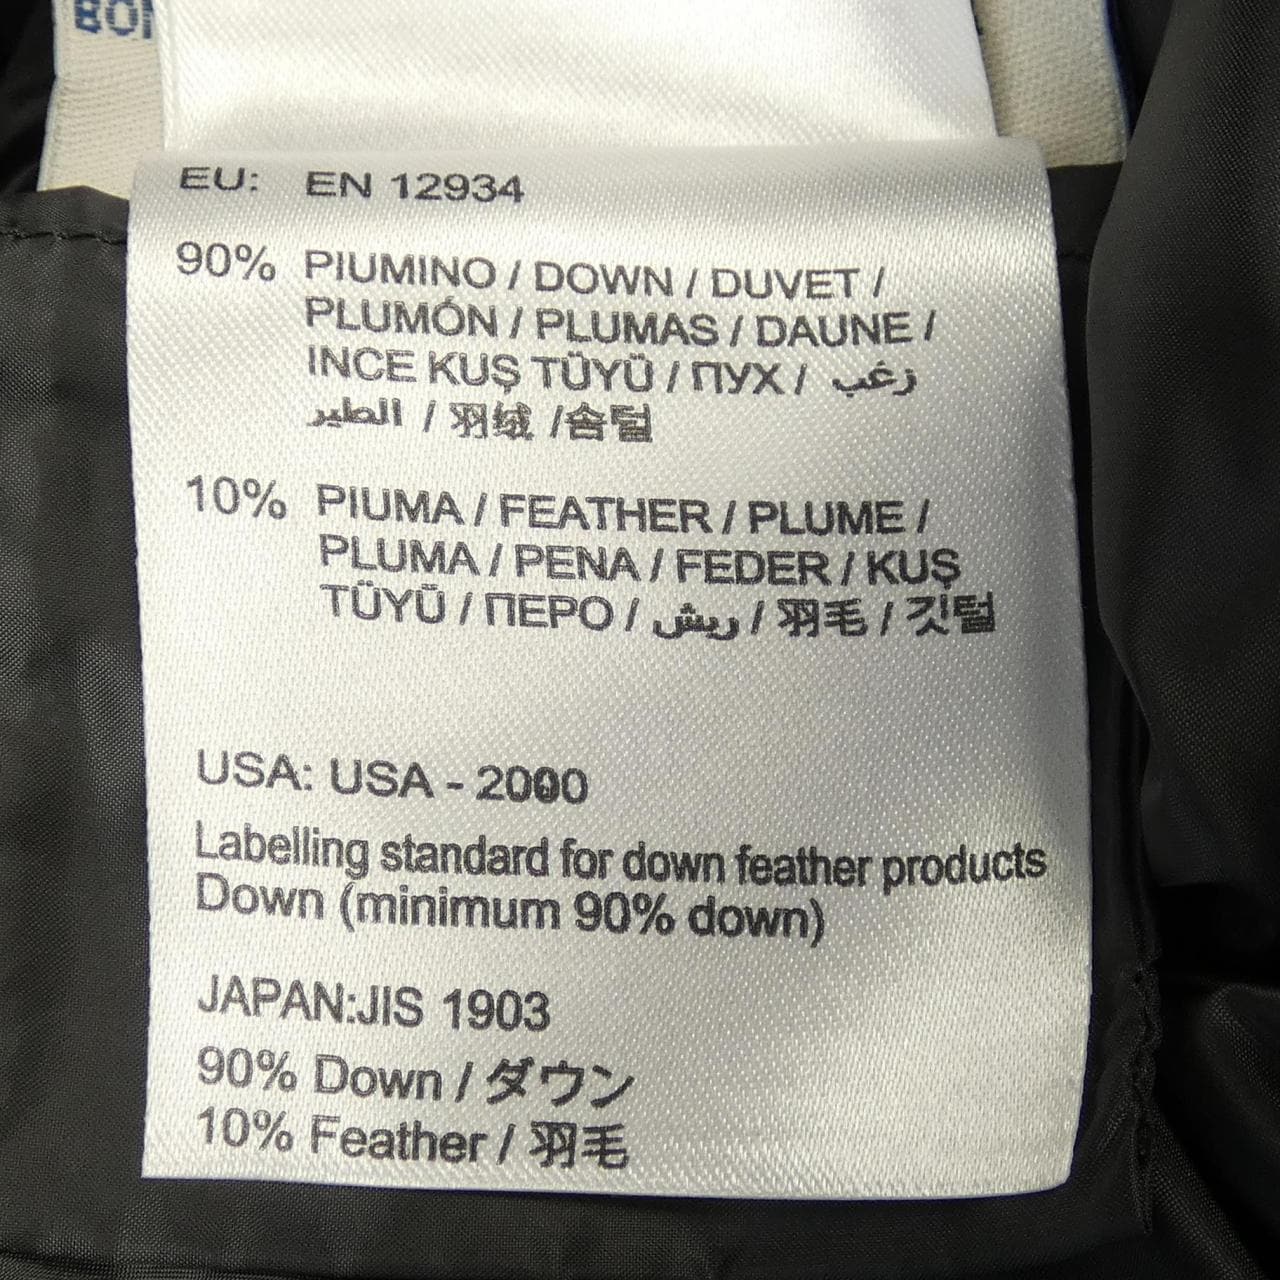 EU: EN 12934
90% PIUMINO / DOWN / DUVET /
PLUMÓN / PLUMAS / DAUNE /
INCE KUŞ TÜYÜ / ПУХ / زغب
الطير / 羽绒 /솜털
10% PIUMA / FEATHER / PLUME /
PLUMA / PENA / FEDER / KUŞ
TÜYÜ / ПЕРО / ريش / 羽毛 / 깃털
USA: USA - 2000
Labelling standard for down feather products
Down (minimum 90% down)
JAPAN:JIS 1903
90% Down / ダウン
10% Feather / 羽毛